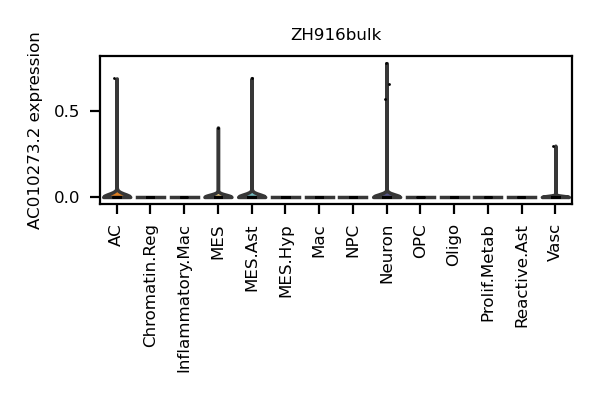 ZH916bulk
AC010273.2 expression
0.5
0.0
AC
Chromatin.Reg
Inflammatory.Mac
MES
MES.Ast
MES.Hyp
Mac
NPC
Neuron
OPC
Oligo
Prolif.Metab
Reactive.Ast
Vasc